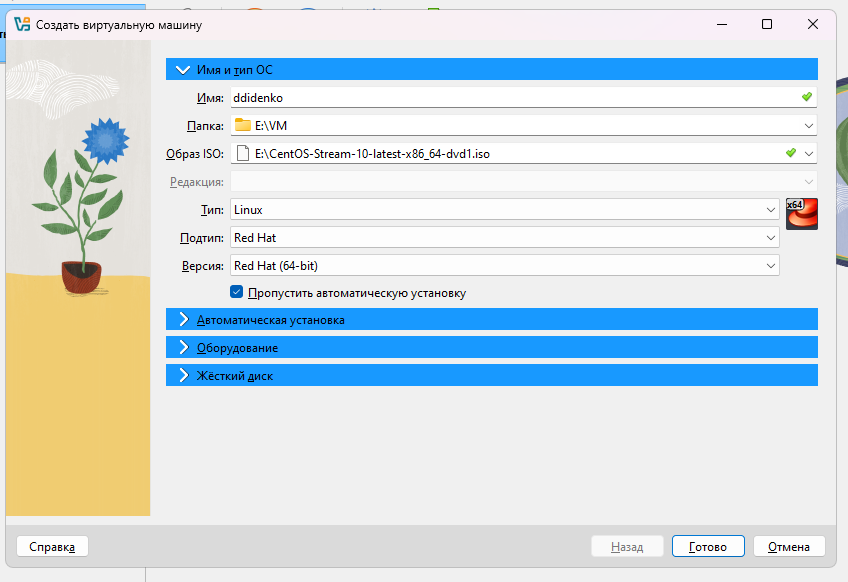 Создать виртуальную машину
Имя и тип ОС
Имя: ddidenko
Папка: E:\VM
Образ ISO: E:\CentOS-Stream-10-latest-x86_64-dvd1.iso
Редакция:
Тип: Linux
x64
Подтип: Red Hat
Версия: Red Hat (64-bit)
Пропустить автоматическую установку
Автоматическая установка
Оборудование
Жёсткий диск
Справка Назад Готово Отмена